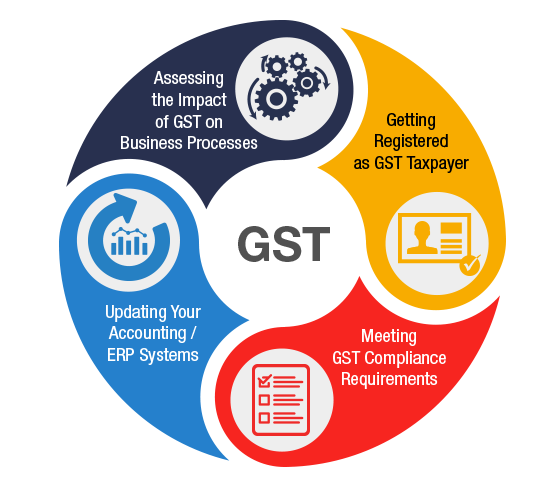 Assessing
the Impact
of GST on
Business Processes
Getting
Registered
as GST Taxpayer
GST
Updating Your
Accounting /
ERP Systems
Meeting
GST Compliance
Requirements